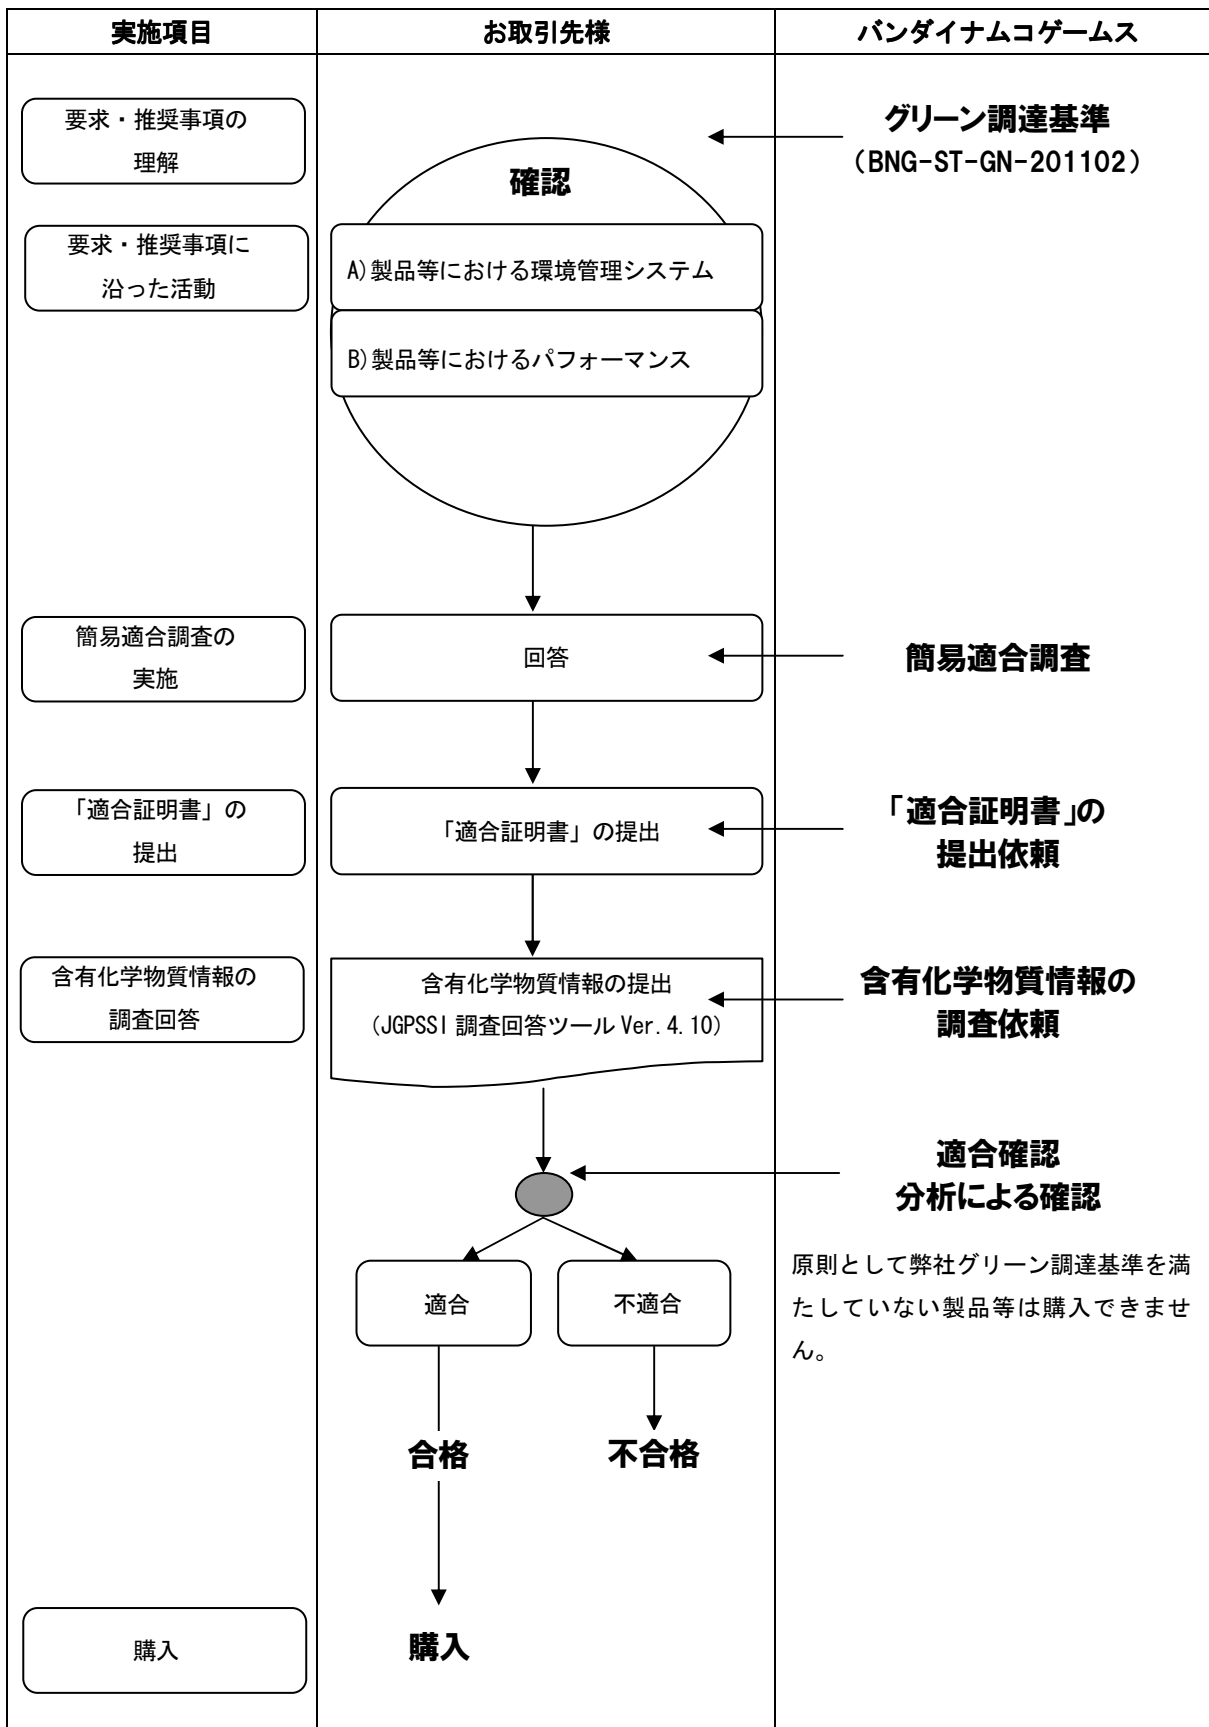 実施項目
お取引先様
バンダイナムコゲームス
要求・推奨事項の
理解
確認
グリーン調達基準
（BNG-ST-GN-201102）
要求・推奨事項に
沿った活動
A)製品等における環境管理システム
B)製品等におけるパフォーマンス
簡易適合調査の
実施
回答
簡易適合調査
「適合証明書」の
提出
「適合証明書」の提出
「適合証明書」の
提出依頼
含有化学物質情報の
調査回答
含有化学物質情報の提出
（JGPSSI 調査回答ツール Ver.4.10）
含有化学物質情報の
調査依頼
適合確認
分析による確認
原則として弊社グリーン調達基準を満
たしていない製品等は購入できませ
ん。
適合
不適合
合格
不合格
購入
購入